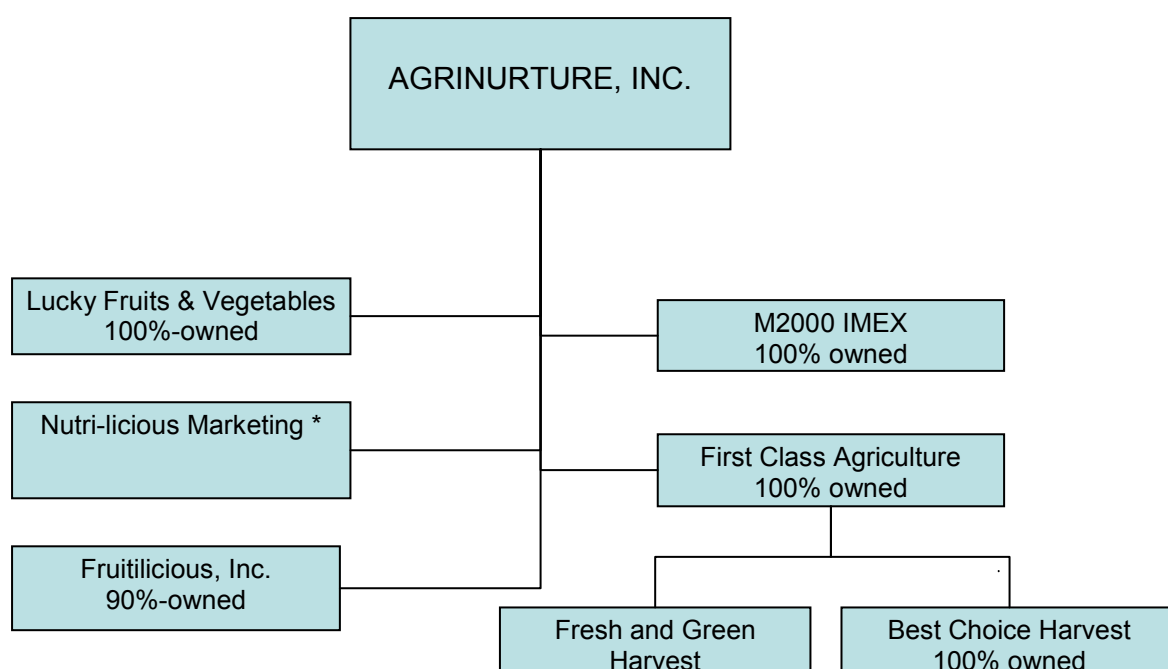 AGRINURTURE, INC.
Lucky Fruits & Vegetables
100%-owned
M2000 IMEX
100% owned
Nutri-licious Marketing *
First Class Agriculture
100% owned
Fruitilicious, Inc.
90%-owned
Fresh and Green
Harvest
Best Choice Harvest
100% owned